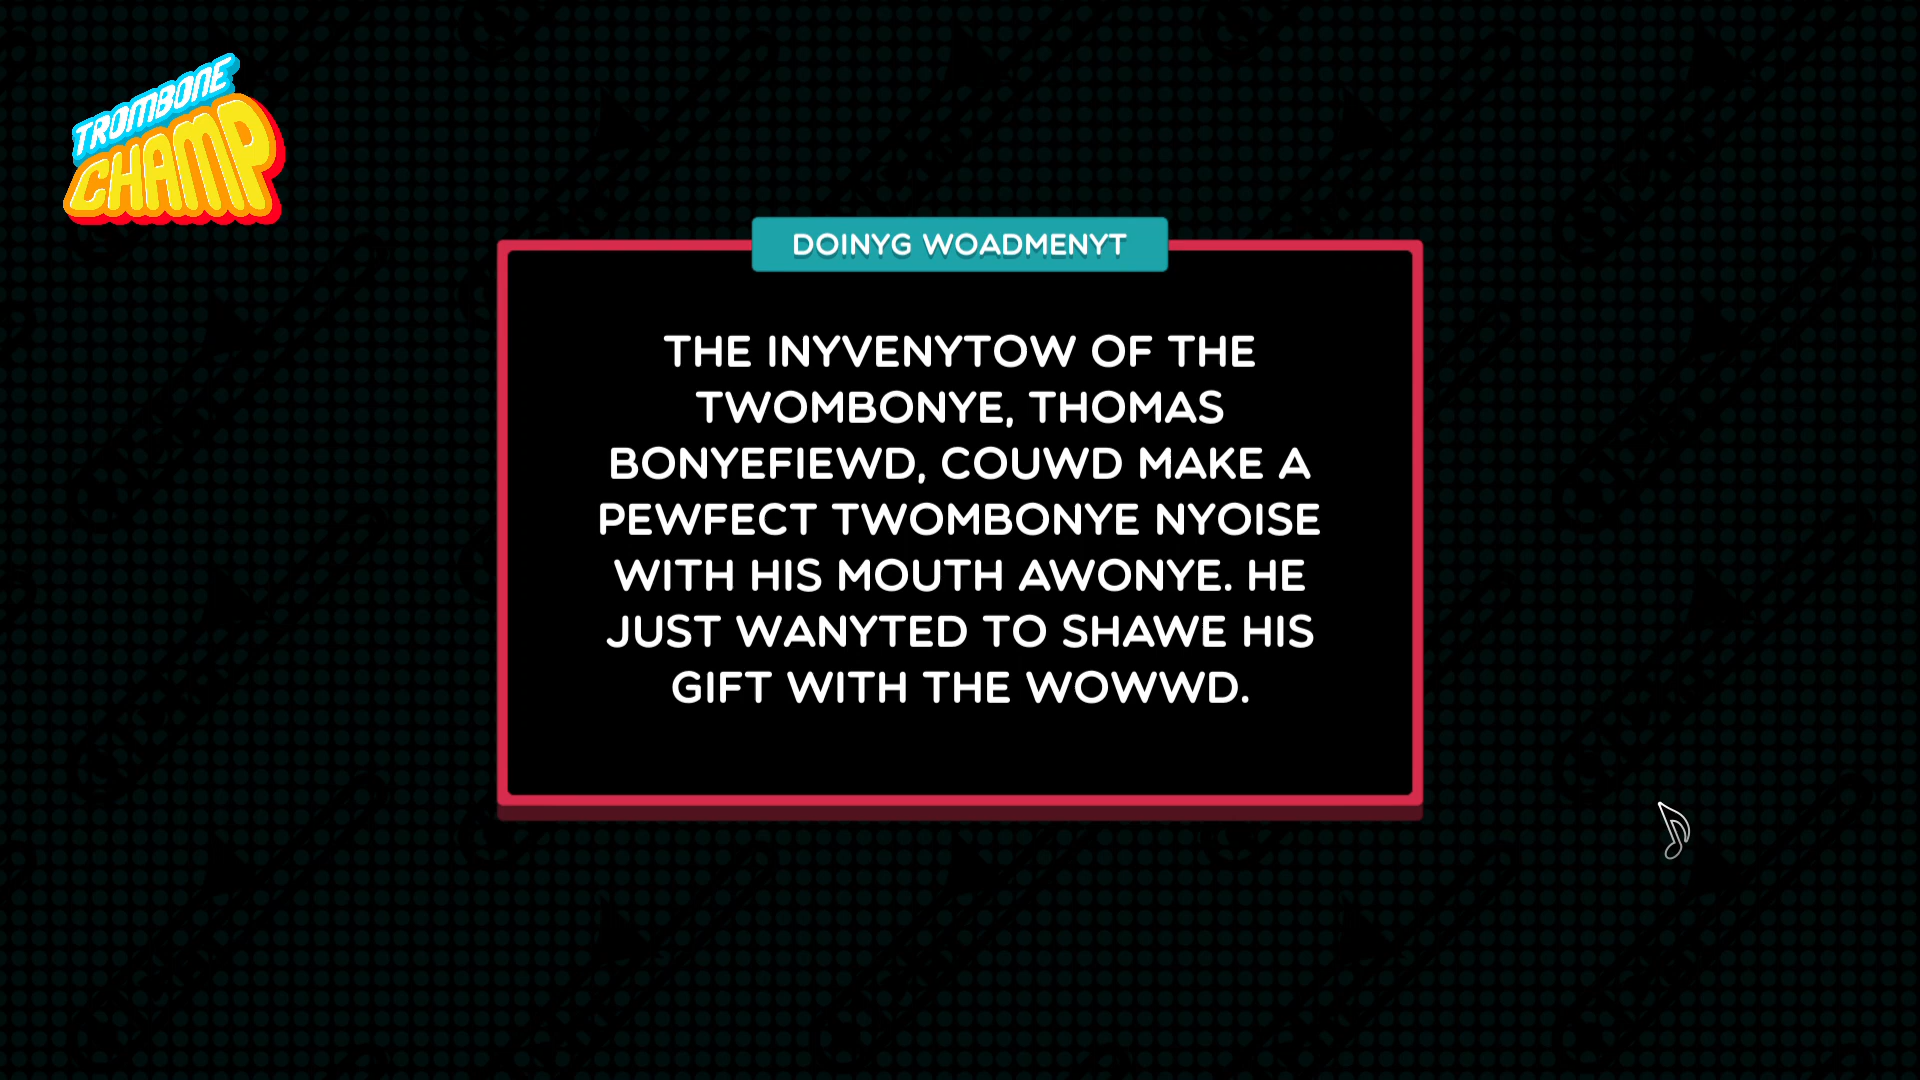 TROMBONE
CHAMP
DOINYG WOADMENYT
THE INYVENYTOW OF THE
TWOMBONYE, THOMAS
BONYEFIEWD, COUWD MAKE A
PEWFECT TWOMBONYE NYOISE
WITH HIS MOUTH AWONYE. HE
JUST WANYTED TO SHAWE HIS
GIFT WITH THE WOWWD.